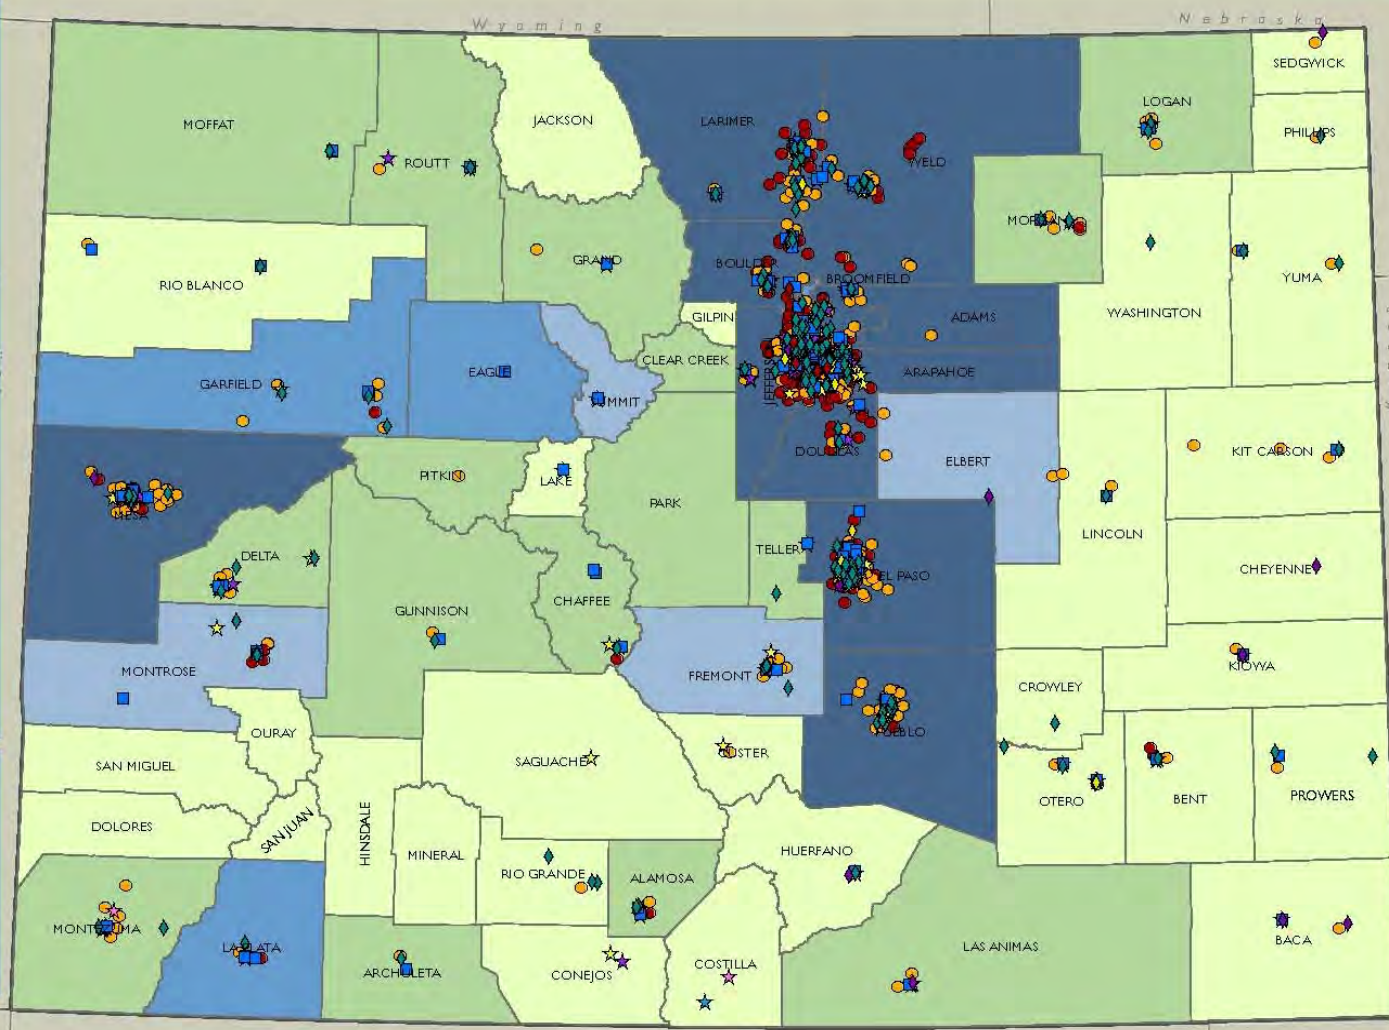 Wyoming
Nebraska
SEDGWICK
LOGAN
PHILLIPS
JACKSON
LARIMER
MOFFAT
ROUTT
WELD
MORGAN
GRAND
BOULDER
BROOMFIELD
YUMA
RIO BLANCO
GILPIN
ADAMS
WASHINGTON
CLEAR CREEK
GARFIELD
EAGLE
SUMMIT
ARAPAHOE
DOUGLAS
ELBERT
KIT CARSON
PITKIN
LAKE
PARK
LINCOLN
MESA
DELTA
TELLER
EL PASO
CHEYENNE
GUNNISON
CHAFFEE
MONTROSE
FREMONT
KIOWA
CROWLEY
OURAY
PUEBLO
SAN MIGUEL
SAGUACHE
CUSTER
OTERO
BENT
PROWERS
DOLORES
SAN JUAN
HINSDALE
MINERAL
HUERFANO
RIO GRANDE
ALAMOSA
MONTEZUMA
LA PLATA
ARCHULETA
CONEJOS
COSTILLA
LAS ANIMAS
BACA